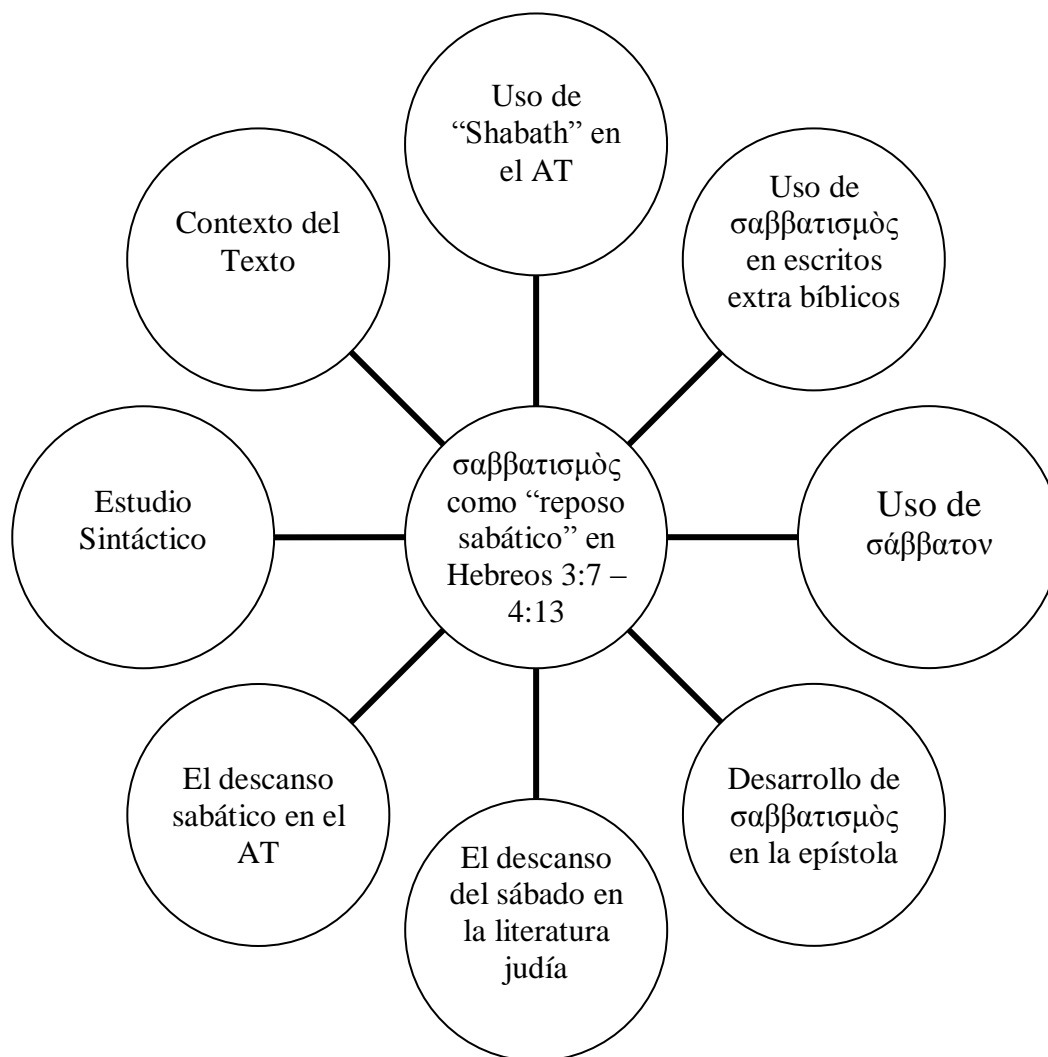 Uso de
“Shabath” en
el AT
Uso de
σαββατισμὸς
en escritos
extra bíblicos
Uso de
σάββατον
Desarrollo de
σαββατισμὸς
en la epístola
El descanso
del sábado en
la literatura
judía
El descanso
sabático en el
AT
Estudio
Sintáctico
Contexto del
Texto
σαββατισμὸς
como “reposo
sabático” en
Hebreos 3:7 –
4:13